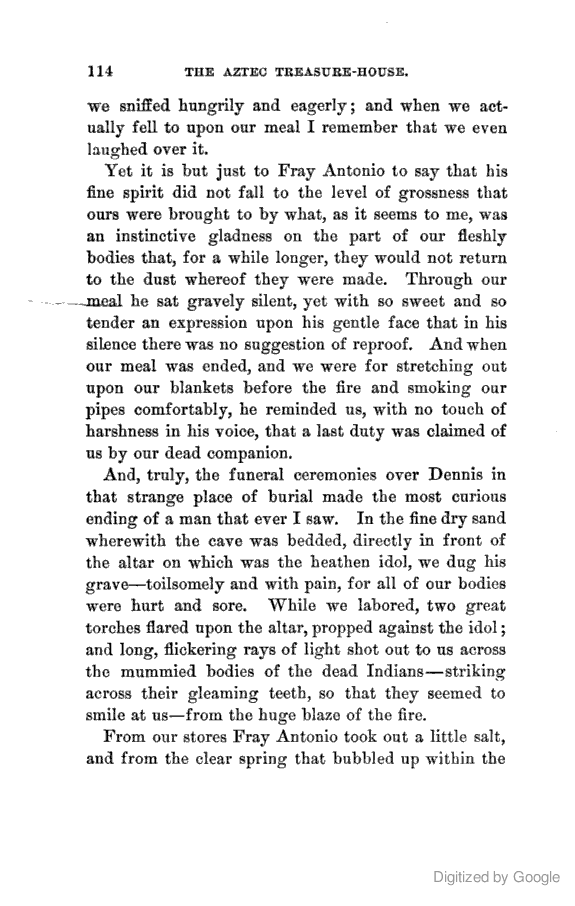 114 THE AZTEC TREASURE-HOUSE.
we sniffed hungrily and eagerly; and when we act-
ually fell to upon our meal I remember that we even
laughed over it.
Yet it is but just to Fray Antonio to say that his
fine spirit did not fall to the level of grossness that
ours were brought to by what, as it seems to me, was
an instinctive gladness on the part of our fleshly
bodies that, for a while longer, they would not return
to the dust whereof they were made. Through our
meal he sat gravely silent, yet with so sweet and so
tender an expression upon his gentle face that in his
silence there was no suggestion of reproof. And when
our meal was ended, and we were for stretching out
upon our blankets before the fire and smoking our
pipes comfortably, he reminded us, with no touch of
harshness in his voice, that a last duty was claimed of
us by our dead companion.
And, truly, the funeral ceremonies over Dennis in
that strange place of burial made the most curious
ending of a man that ever I saw. In the fine dry sand
wherewith the cave was bedded, directly in front of
the altar on which was the heathen idol, we dug his
grave—toilsomely and with pain, for all of our bodies
were hurt and sore. While we labored, two great
torches flared upon the altar, propped against the idol;
and long, flickering rays of light shot out to us across
the mummied bodies of the dead Indians—striking
across their gleaming teeth, so that they seemed to
smile at us—from the huge blaze of the fire.
From our stores Fray Antonio took out a little salt,
and from the clear spring that bubbled up within the
Digitized by Google